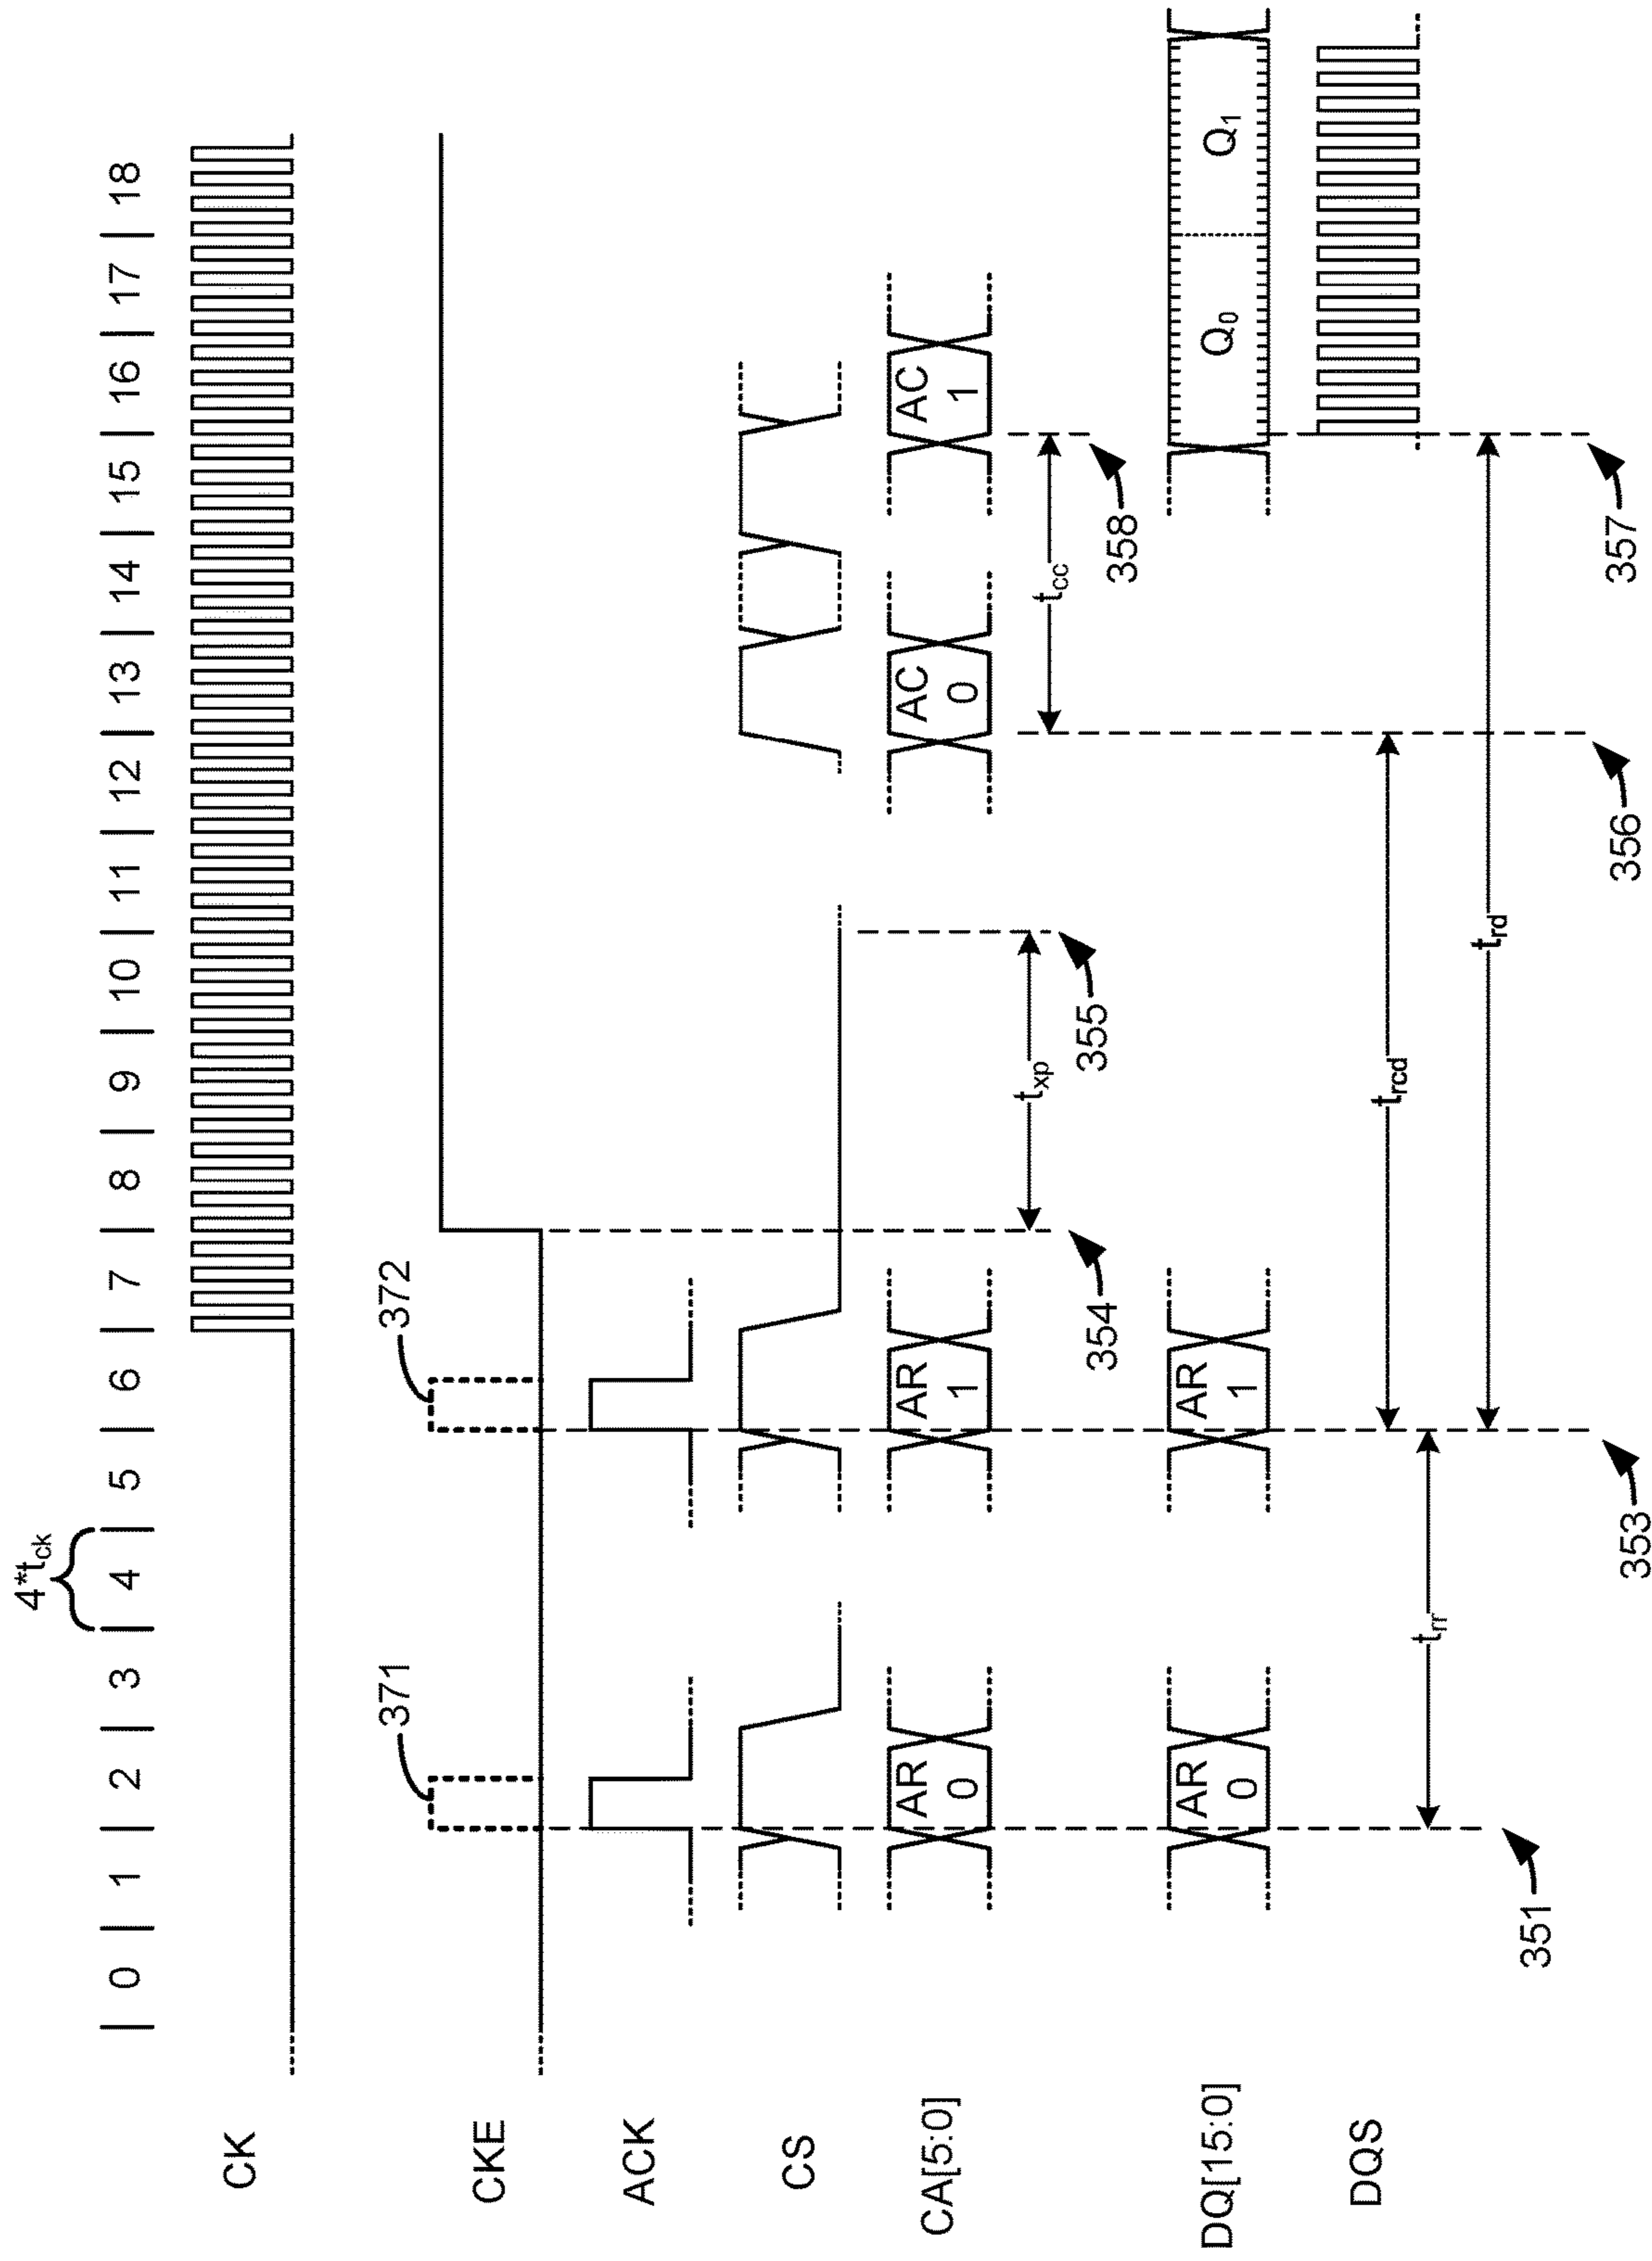 4*tck
0 | 1 | 2 | 3 | 4 | 5 | 6 | 7 | 8 | 9 | 10 | 11 | 12 | 13 | 14 | 15 | 16 | 17 | 18
CK
371
372
CKE
ACK
CS
CA[5:0]
AR 0
AR 1
AC 0
AC 1
txp
tcc
354
355
358
DQ[15:0]
AR 0
AR 1
Q0
Q1
DQS
trr
trcd
trd
351
353
356
357